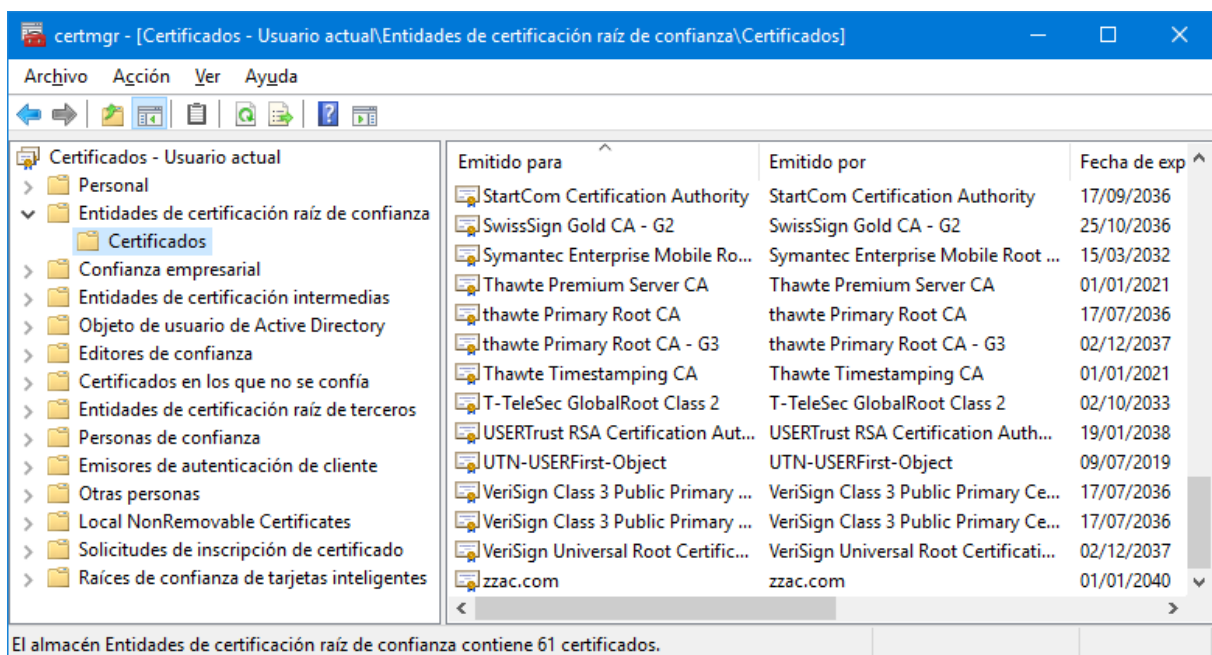 certmgr - [Certificados - Usuario actual\Entidades de certificación raíz de confianza\Certificados]
Archivo Acción Ver Ayuda
Certificados - Usuario actual
Personal
Entidades de certificación raíz de confianza
Certificados
Confianza empresarial
Entidades de certificación intermedias
Objeto de usuario de Active Directory
Editores de confianza
Certificados en los que no se confía
Entidades de certificación raíz de terceros
Personas de confianza
Emisores de autenticación de cliente
Otras personas
Local NonRemovable Certificates
Solicitudes de inscripción de certificado
Raíces de confianza de tarjetas inteligentes
Emitido para Emitido por Fecha de exp
StartCom Certification Authority StartCom Certification Authority 17/09/2036
SwissSign Gold CA - G2 SwissSign Gold CA - G2 25/10/2036
Symantec Enterprise Mobile Ro... Symantec Enterprise Mobile Root ... 15/03/2032
Thawte Premium Server CA Thawte Premium Server CA 01/01/2021
thawte Primary Root CA thawte Primary Root CA 17/07/2036
thawte Primary Root CA - G3 thawte Primary Root CA - G3 02/12/2037
Thawte Timestamping CA Thawte Timestamping CA 01/01/2021
T-TeleSec GlobalRoot Class 2 T-TeleSec GlobalRoot Class 2 02/10/2033
USERTrust RSA Certification Aut... USERTrust RSA Certification Auth... 19/01/2038
UTN-USERFirst-Object UTN-USERFirst-Object 09/07/2019
VeriSign Class 3 Public Primary ... VeriSign Class 3 Public Primary Ce... 17/07/2036
VeriSign Class 3 Public Primary ... VeriSign Class 3 Public Primary Ce... 17/07/2036
VeriSign Universal Root Certific... VeriSign Universal Root Certificati... 02/12/2037
zzac.com zzac.com 01/01/2040
El almacén Entidades de certificación raíz de confianza contiene 61 certificados.